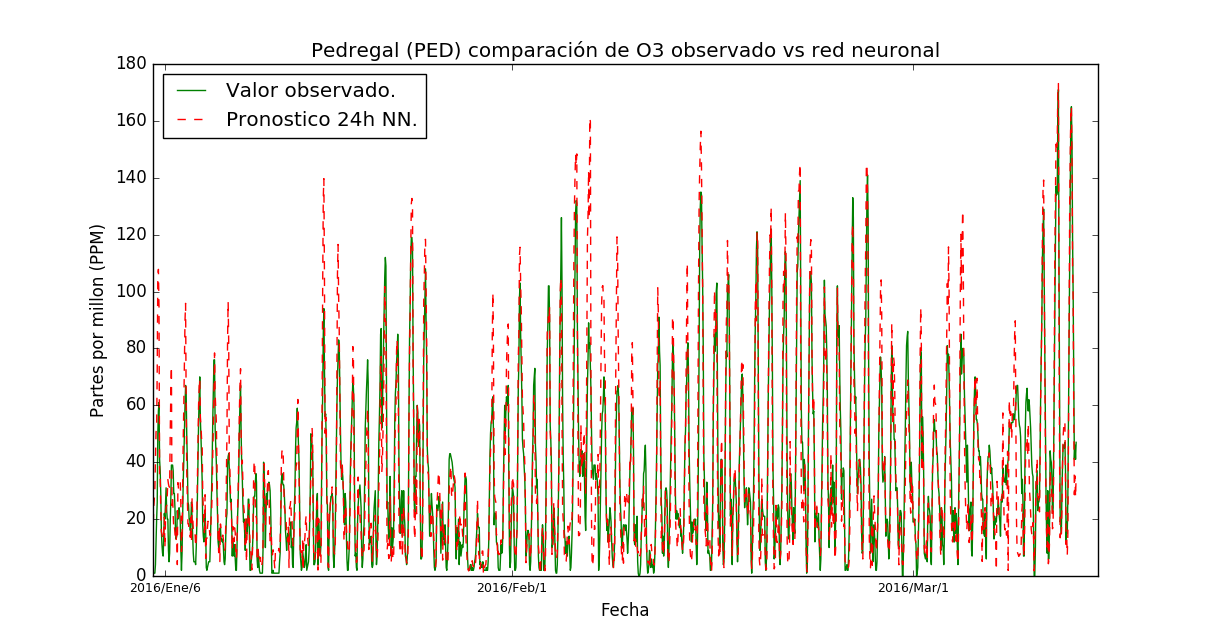 Pedregal (PED) comparación de O3 observado vs red neuronal
Valor observado.
Pronostico 24h NN.
Partes por millon (PPM)
180
160
140
120
100
80
60
40
20
0
2016/Ene/6
2016/Feb/1
2016/Mar/1
Fecha